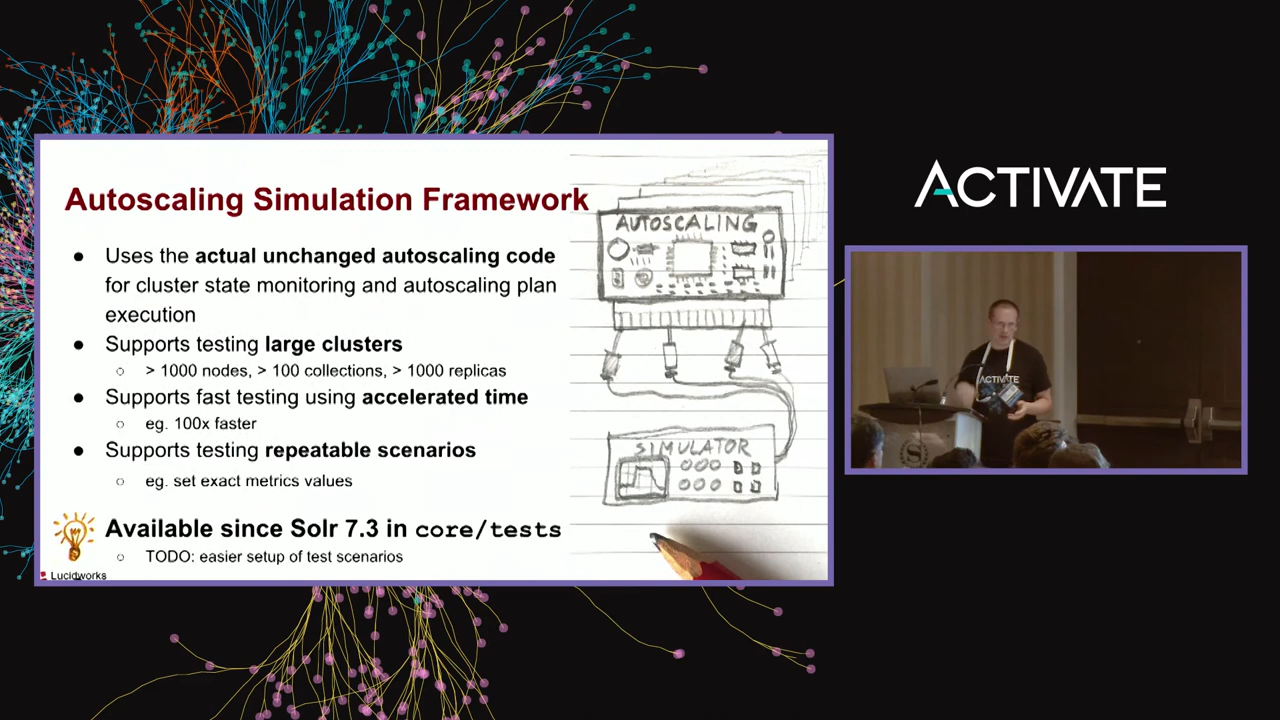 Autoscaling Simulation Framework
● Uses the actual unchanged autoscaling code
for cluster state monitoring and autoscaling plan
execution
● Supports testing large clusters
○ > 1000 nodes, > 100 collections, > 1000 replicas
● Supports fast testing using accelerated time
○ eg. 100x faster
● Supports testing repeatable scenarios
○ eg. set exact metrics values
Available since Solr 7.3 in core/tests
○ TODO: easier setup of test scenarios
Lucidworks
AUTOSCALING
SIMULATOR
ACTIVATE
ACTIVATE